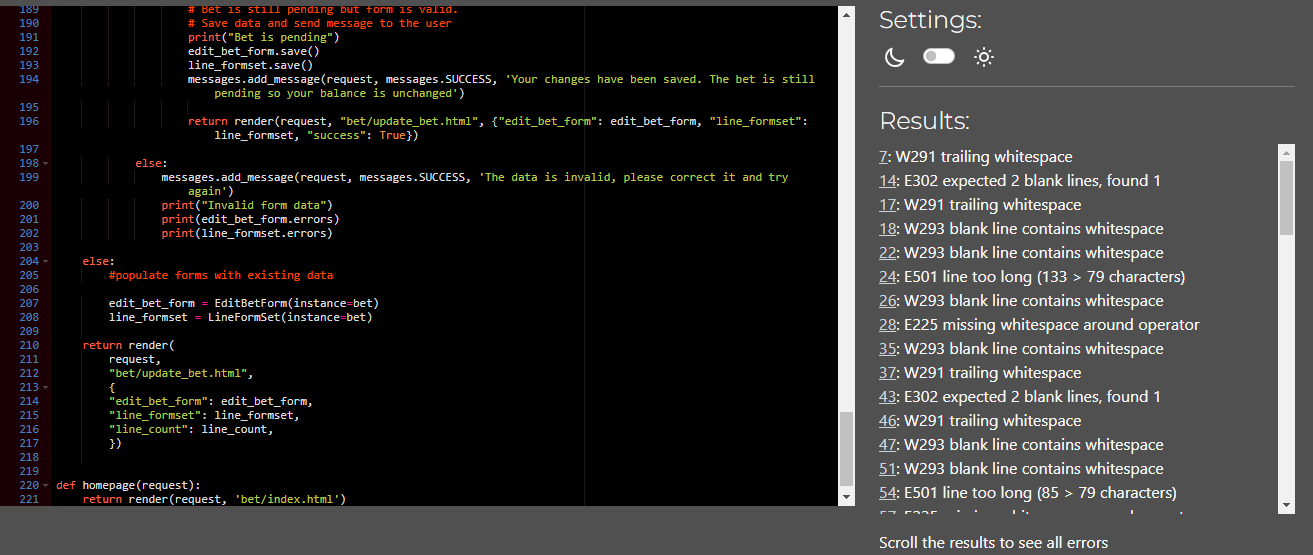 189 # Bet is still pending but form is valid.
190 # Save data and send message to the user
191 print("Bet is pending")
192 edit_bet_form.save()
193 line_formset.save()
194 messages.add_message(request, messages.SUCCESS, 'Your changes have been saved. The bet is still
pending so your balance is unchanged')
195
196 return render(request, "bet/update_bet.html", {"edit_bet_form": edit_bet_form, "line_formset":
line_formset, "success": True})
197
198 else:
199 messages.add_message(request, messages.SUCCESS, 'The data is invalid, please correct it and try
again')
200 print("Invalid form data")
201 print(edit_bet_form.errors)
202 print(line_formset.errors)
203
204 else:
205 #populate forms with existing data
206
207 edit_bet_form = EditBetForm(instance=bet)
208 line_formset = LineFormSet(instance=bet)
209
210 return render(
211 request,
212 "bet/update_bet.html",
213 {
214 "edit_bet_form": edit_bet_form,
215 "line_formset": line_formset,
216 "line_count": line_count,
217 })
218
219
220 def homepage(request):
221 return render(request, 'bet/index.html')
Settings:
Results:
7: W291 trailing whitespace
14: E302 expected 2 blank lines, found 1
17: W291 trailing whitespace
18: W293 blank line contains whitespace
22: W293 blank line contains whitespace
24: E501 line too long (133 > 79 characters)
26: W293 blank line contains whitespace
28: E225 missing whitespace around operator
35: W293 blank line contains whitespace
37: W291 trailing whitespace
43: E302 expected 2 blank lines, found 1
46: W291 trailing whitespace
47: W293 blank line contains whitespace
51: W293 blank line contains whitespace
54: E501 line too long (85 > 79 characters)
Scroll the results to see all errors